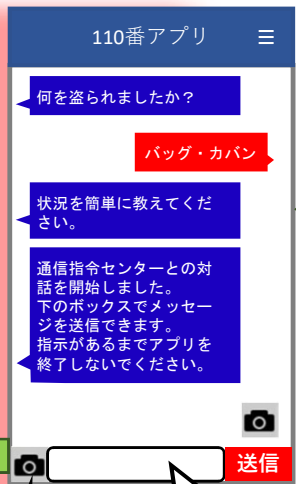 110番アプリ
何を盗られましたか？
バッグ・カバン
状況を簡単に教えてくだ
さい。
通信指令センターとの対
話を開始しました。
下のボックスでメッセー
ジを送信できます。
指示があるまでアプリを
終了しないでください。
送信